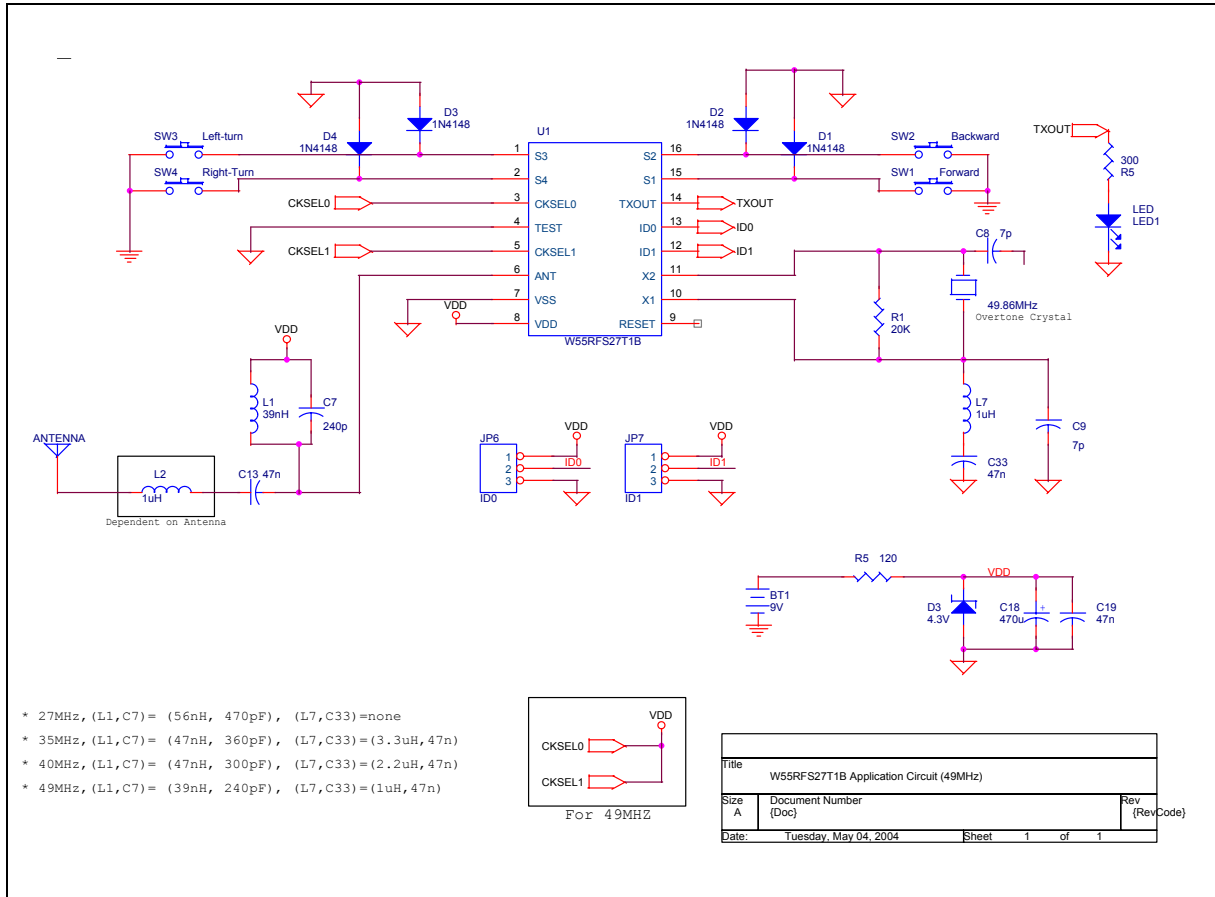 D3
1N4148
D4
1N4148
SW3 Left-turn
SW4 Right-Turn
U1
1 S3
2 S4
3 CKSEL0
4 TEST
5 CKSEL1
6 ANT
7 VSS
8 VDD
S2 16
S1 15
TXOUT 14
ID0 13
ID1 12
X2 11
X1 10
RESET 9
W55RFS27T1B
CKSEL0
CKSEL1
VDD
D2
1N4148
D1
1N4148
SW2 Backward
SW1 Forward
TXOUT
ID0
ID1
TXOUT
300
R5
LED
LED1
C8 7p
49.86MHz
Overtone Crystal
R1
20K
L7
1uH
C9
7p
C33
47n
VDD
L1
39nH
C7
240p
ANTENNA
L2
1uH
C13 47n
Dependent on Antenna
JP6
1
2
3
ID0
VDD
ID0
JP7
1
2
3
ID1
VDD
ID1
R5 120
VDD
BT1
9V
D3
4.3V
C18
470u
+
C19
47n
* 27MHz,(L1,C7)= (56nH, 470pF), (L7,C33)=none
* 35MHz,(L1,C7)= (47nH, 360pF), (L7,C33)=(3.3uH,47n)
* 40MHz,(L1,C7)= (47nH, 300pF), (L7,C33)=(2.2uH,47n)
* 49MHz,(L1,C7)= (39nH, 240pF), (L7,C33)=(1uH,47n)
VDD
CKSEL0
CKSEL1
For 49MHZ
Title
W55RFS27T1B Application Circuit (49MHz)
Size Document Number Rev
A {Doc} {RevCode}
Date: Tuesday, May 04, 2004 Sheet 1 of 1